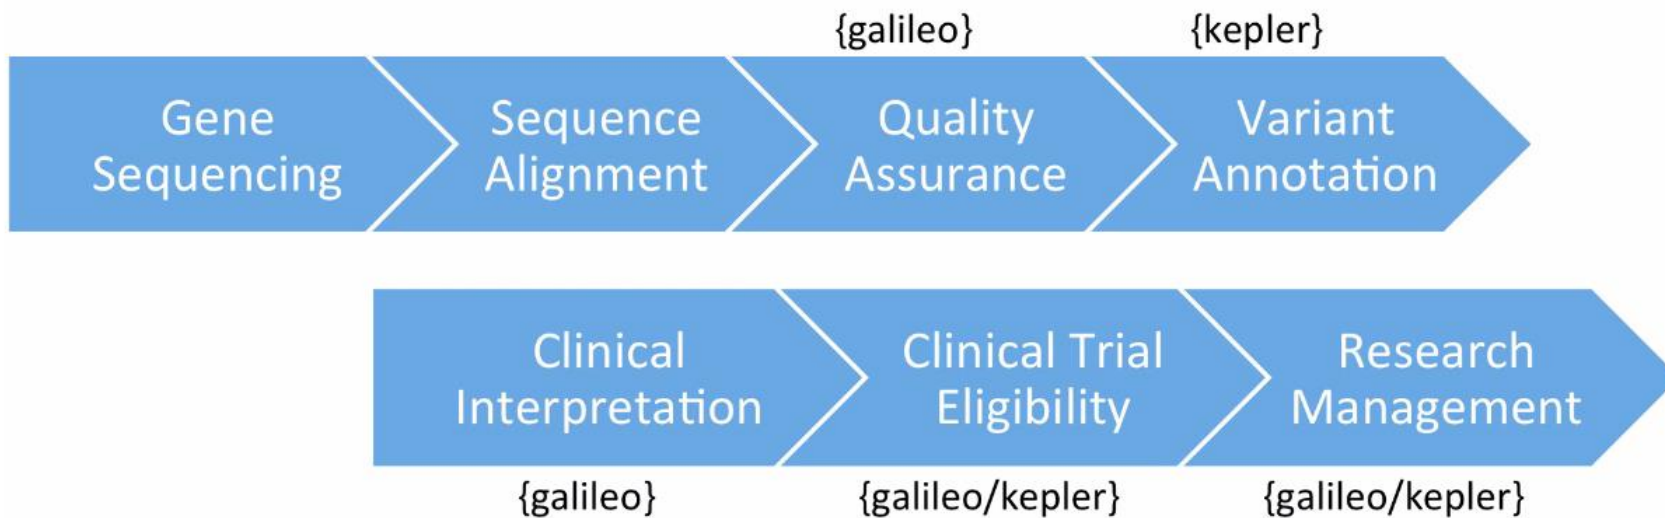 {galileo}
{kepler}
Gene
Sequencing
Sequence
Alignment
Quality
Assurance
Variant
Annotation
Clinical
Interpretation
Clinical Trial
Eligibility
Research
Management
{galileo}
{galileo/kepler}
{galileo/kepler}